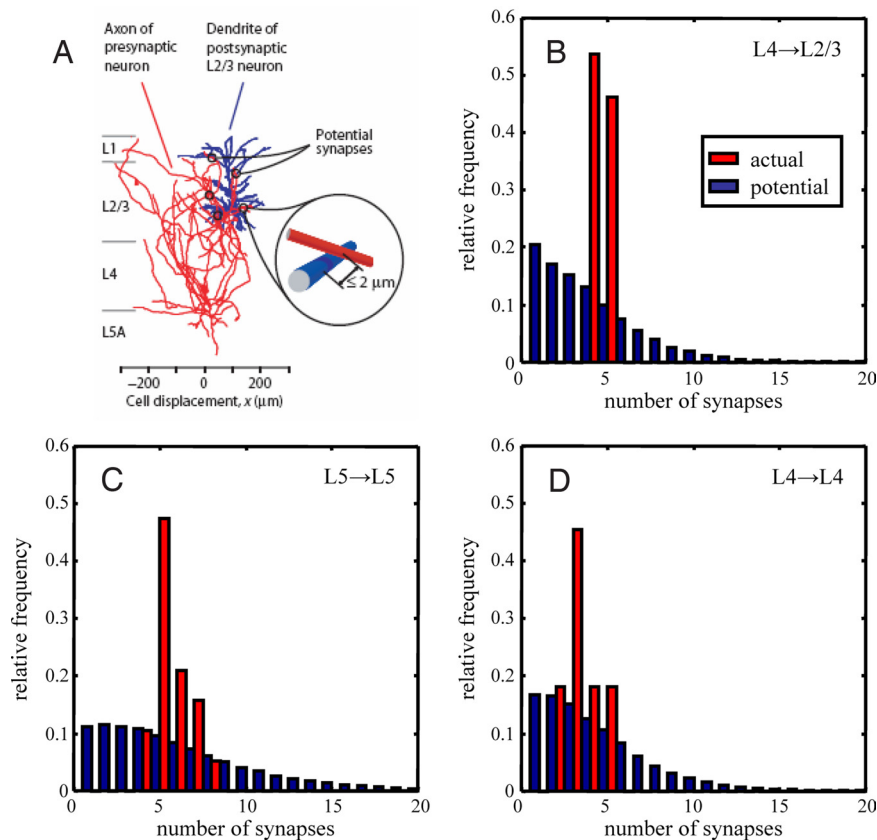 A
Axon of
presynaptic
neuron
Dendrite of
postsynaptic
L2/3 neuron
Potential
synapses
L1
L2/3
L4
L5A
≤ 2 μm
−200 0 200
Cell displacement, x (μm)
B
L4→L2/3
actual
potential
relative frequency
0.6
0.5
0.4
0.3
0.2
0.1
0
0 5 10 15 20
number of synapses
C
L5→L5
relative frequency
0.6
0.5
0.4
0.3
0.2
0.1
0
0 5 10 15 20
number of synapses
D
L4→L4
relative frequency
0.6
0.5
0.4
0.3
0.2
0.1
0
0 5 10 15 20
number of synapses